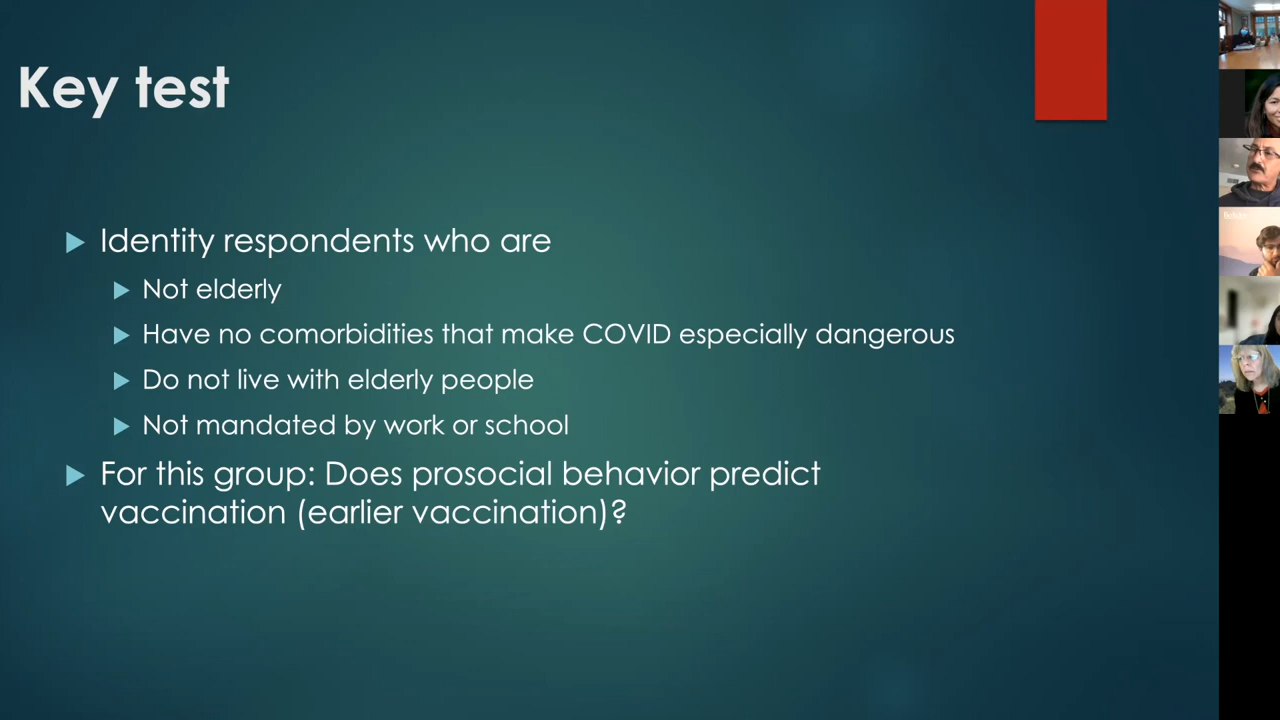 Key test
Identity respondents who are
Not elderly
Have no comorbidities that make COVID especially dangerous
Do not live with elderly people
Not mandated by work or school
For this group: Does prosocial behavior predict
vaccination (earlier vaccination)?